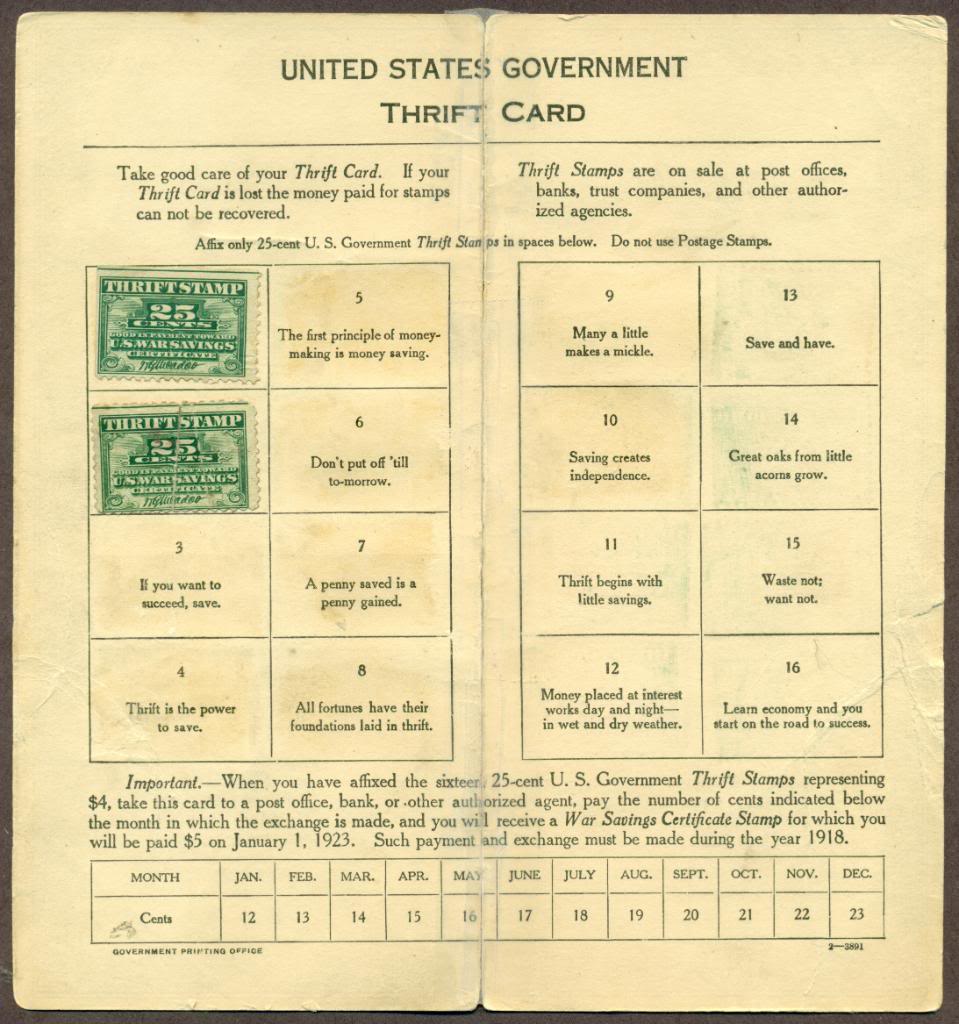 UNITED STATES GOVERNMENT
THRIFT CARD
Take good care of your Thrift Card. If your
Thrift Card is lost the money paid for stamps
can not be recovered.
Thrift Stamps are on sale at post offices,
banks, trust companies, and other author-
ized agencies.
Affix only 25-cent U. S. Government Thrift Stamps in spaces below. Do not use Postage Stamps.
THRIFT STAMP
25
CENTS
GOOD IN PAYMENT TOWARD
U.S. WAR SAVINGS
CERTIFICATE
THRIFT STAMP
25
CENTS
GOOD IN PAYMENT TOWARD
U.S. WAR SAVINGS
CERTIFICATE
3
If you want to
succeed, save.
4
Thrift is the power
to save.
5
The first principle of money-
making is money saving.
6
Don't put off 'till
to-morrow.
7
A penny saved is a
penny gained.
8
All fortunes have their
foundations laid in thrift.
9
Many a little
makes a mickle.
10
Saving creates
independence.
11
Thrift begins with
little savings.
12
Money placed at interest
works day and night—
in wet and dry weather.
13
Save and have.
14
Great oaks from little
acorns grow.
15
Waste not;
want not.
16
Learn economy and you
start on the road to success.
Important.—When you have affixed the sixteen 25-cent U. S. Government Thrift Stamps representing
$4, take this card to a post office, bank, or other authorized agent, pay the number of cents indicated below
the month in which the exchange is made, and you will receive a War Savings Certificate Stamp for which you
will be paid $5 on January 1, 1923. Such payment and exchange must be made during the year 1918.
MONTH JAN. FEB. MAR. APR. MAY JUNE JULY AUG. SEPT. OCT. NOV. DEC.
Cents 12 13 14 15 16 17 18 19 20 21 22 23
GOVERNMENT PRINTING OFFICE
2—3891